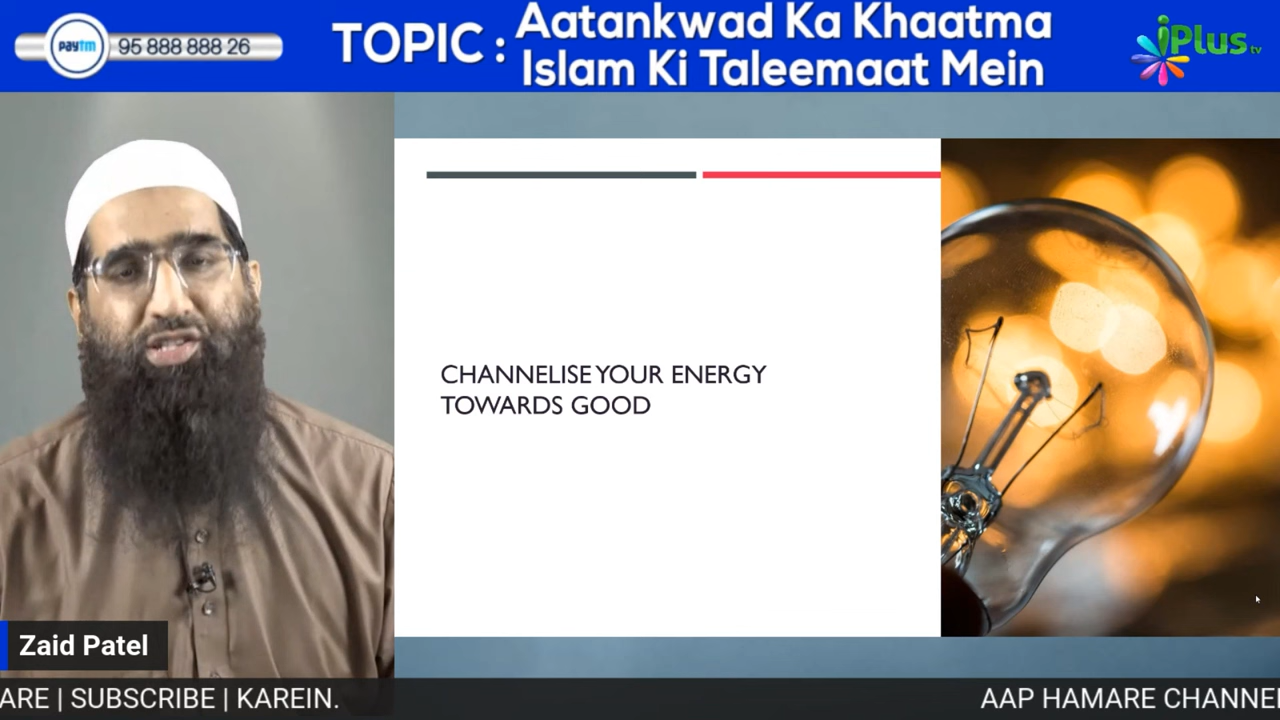 paytm 95 888 888 26
TOPIC : Aatankwad Ka Khaatma
Islam Ki Taleemaat Mein
iPlus tv
CHANNELISE YOUR ENERGY
TOWARDS GOOD
Zaid Patel
ARE | SUBSCRIBE | KAREIN.
AAP HAMARE CHANNE